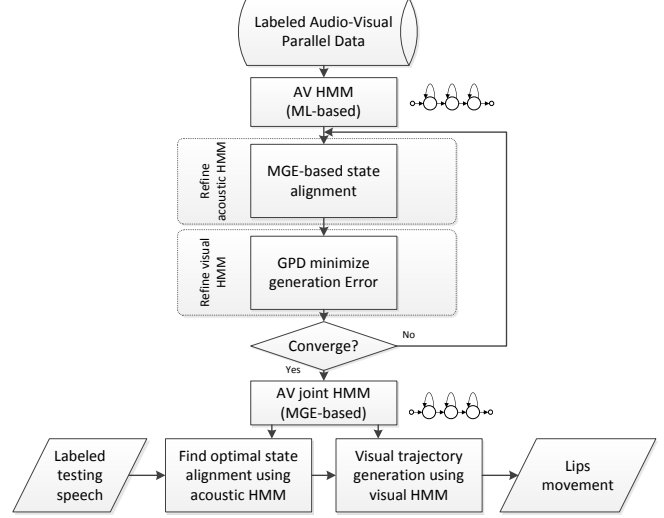 Labeled Audio-Visual
Parallel Data
AV HMM
(ML-based)
Refine
acoustic HMM
MGE-based state
alignment
Refine visual
HMM
GPD minimize
generation Error
Converge?
No
Yes
AV joint HMM
(MGE-based)
Labeled
testing
speech
Find optimal state
alignment using
acoustic HMM
Visual trajectory
generation using
visual HMM
Lips
movement